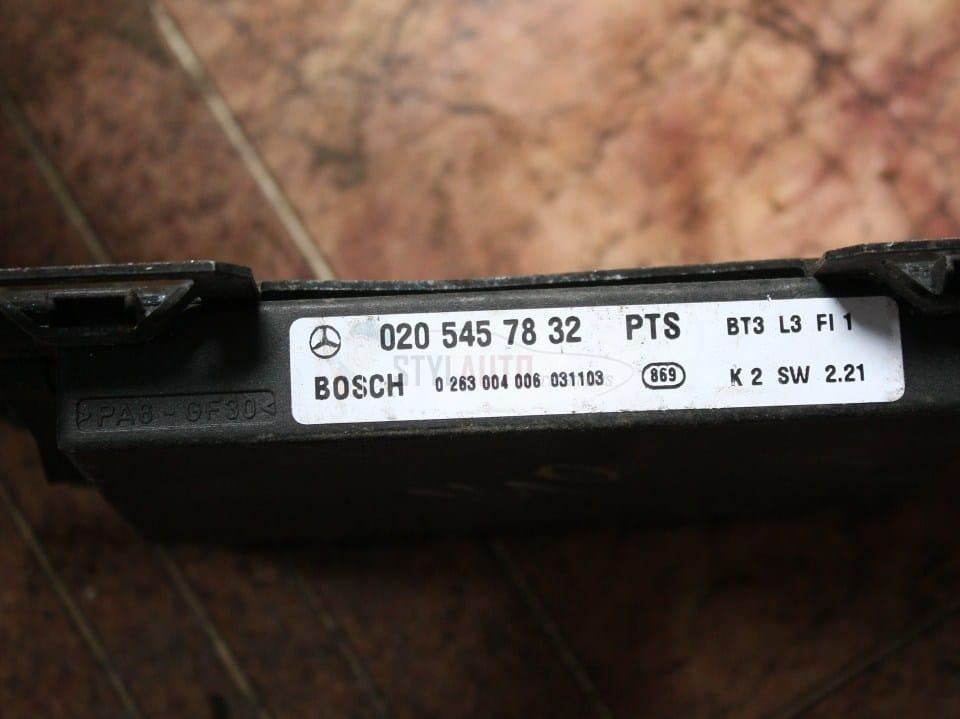 020 545 78 32 PTS BT3 L3 FI 1
STYLAUTO
BOSCH 0 263 004 006 031103 869 K 2 SW 2.21
>PA6-GF30<